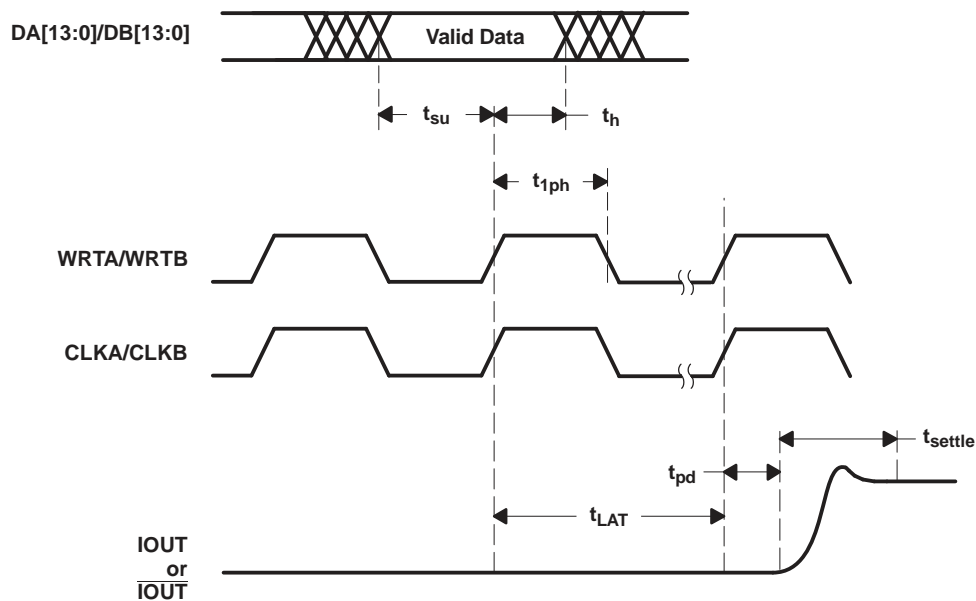 DA[13:0]/DB[13:0]
Valid Data
tsu
th
t1ph
WRTA/WRTB
CLKA/CLKB
tsettle
tpd
tLAT
IOUT
or
IOUT